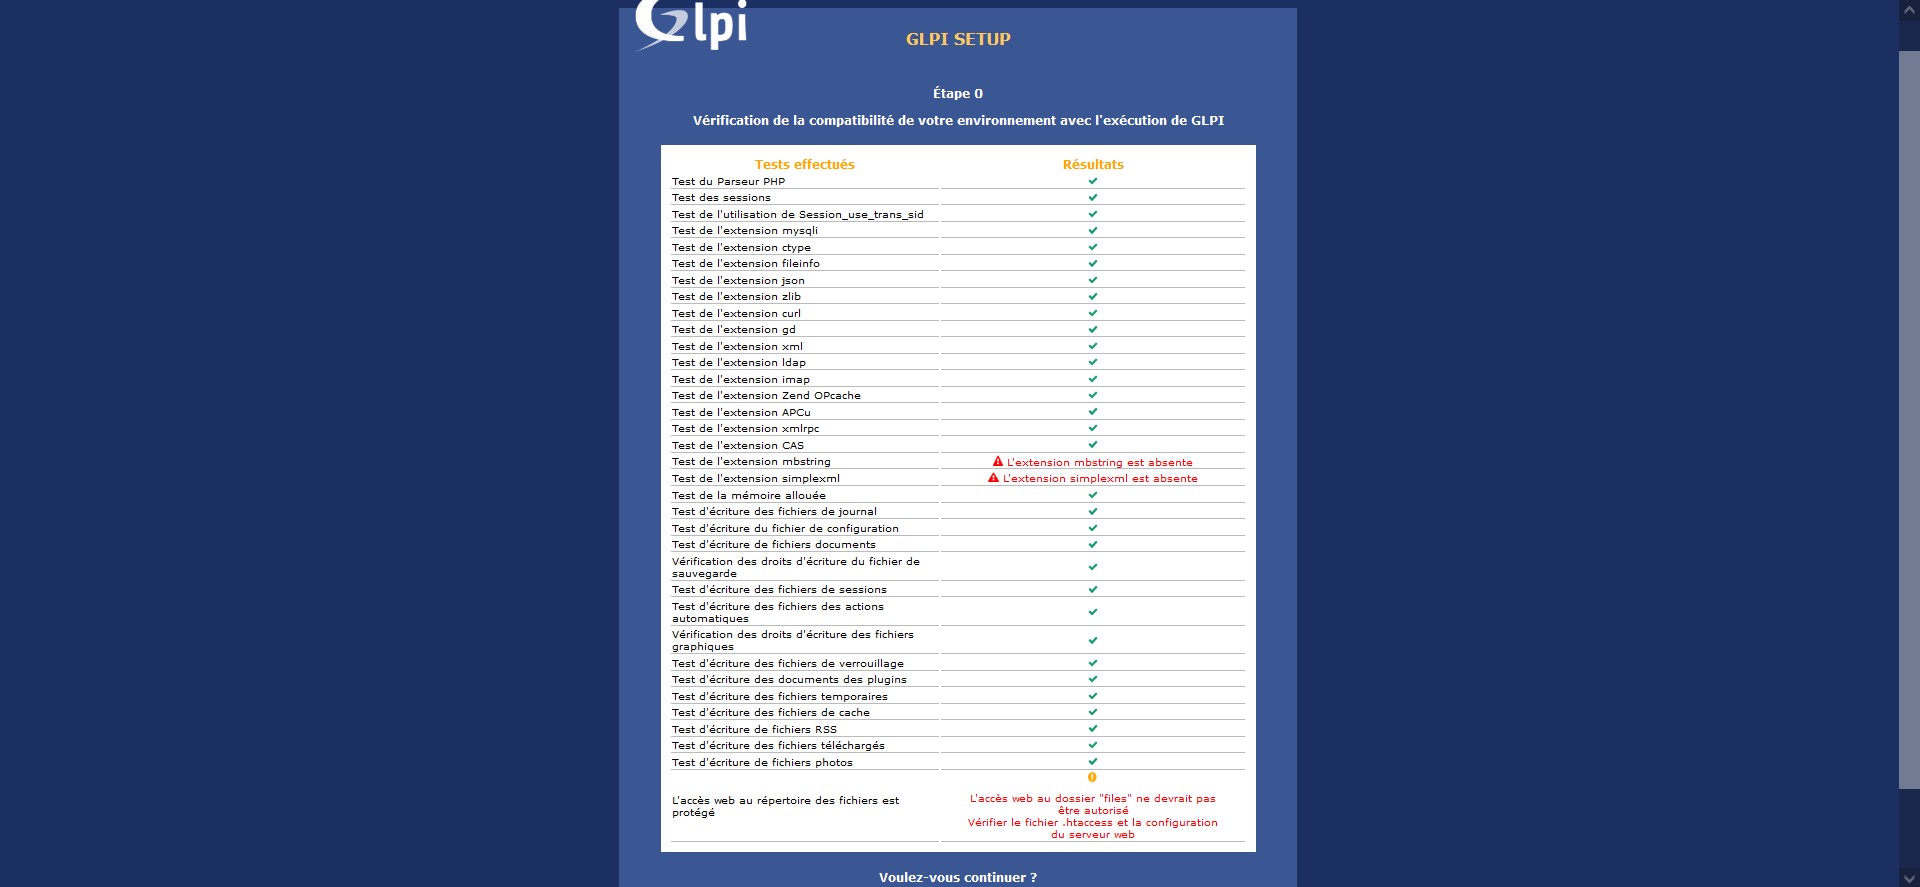 Glpi
GLPI SETUP
Étape 0
Vérification de la compatibilité de votre environnement avec l'exécution de GLPI
Tests effectués Résultats
Test du Parseur PHP
Test des sessions
Test de l'utilisation de Session_use_trans_sid
Test de l'extension mysqli
Test de l'extension ctype
Test de l'extension fileinfo
Test de l'extension json
Test de l'extension zlib
Test de l'extension curl
Test de l'extension gd
Test de l'extension xml
Test de l'extension ldap
Test de l'extension imap
Test de l'extension Zend OPcache
Test de l'extension APCu
Test de l'extension xmlrpc
Test de l'extension CAS
Test de l'extension mbstring L'extension mbstring est absente
Test de l'extension simplexml L'extension simplexml est absente
Test de la mémoire allouée
Test d'écriture des fichiers de journal
Test d'écriture du fichier de configuration
Test d'écriture de fichiers documents
Vérification des droits d'écriture du fichier de
sauvegarde
Test d'écriture des fichiers de sessions
Test d'écriture des fichiers des actions
automatiques
Vérification des droits d'écriture des fichiers
graphiques
Test d'écriture des fichiers de verrouillage
Test d'écriture des documents des plugins
Test d'écriture des fichiers temporaires
Test d'écriture des fichiers de cache
Test d'écriture de fichiers RSS
Test d'écriture des fichiers téléchargés
Test d'écriture de fichiers photos
L'accès web au répertoire des fichiers est
protégé
L'accès web au dossier "files" ne devrait pas
être autorisé
Vérifier le fichier .htaccess et la configuration
du serveur web
Voulez-vous continuer ?